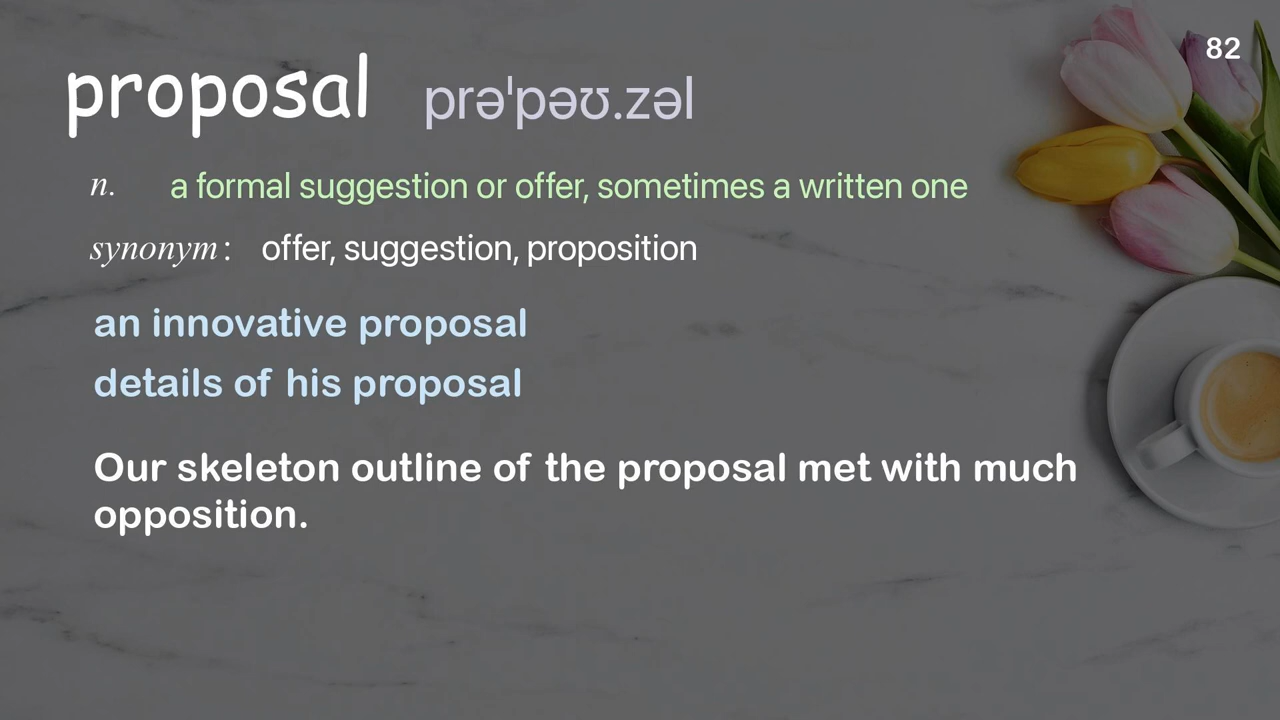 82
proposal prəˈpəʊ.zəl
n. a formal suggestion or offer, sometimes a written one
synonym: offer, suggestion, proposition
an innovative proposal
details of his proposal
Our skeleton outline of the proposal met with much
opposition.